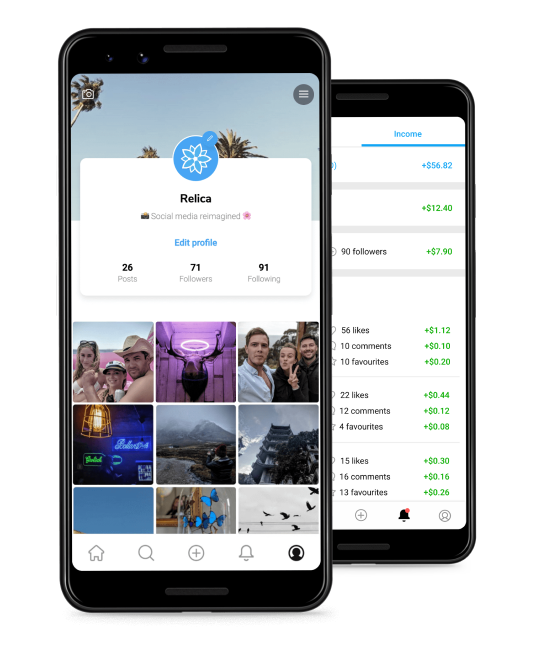 Relica
📸 Social media reimagined 🌸
Edit profile
26 71 91
Posts Followers Following
Income
+$56.82
+$12.40
90 followers +$7.90
56 likes +$1.12
10 comments +$0.10
10 favourites +$0.20
22 likes +$0.44
12 comments +$0.12
4 favourites +$0.08
15 likes +$0.30
16 comments +$0.16
13 favourites +$0.26